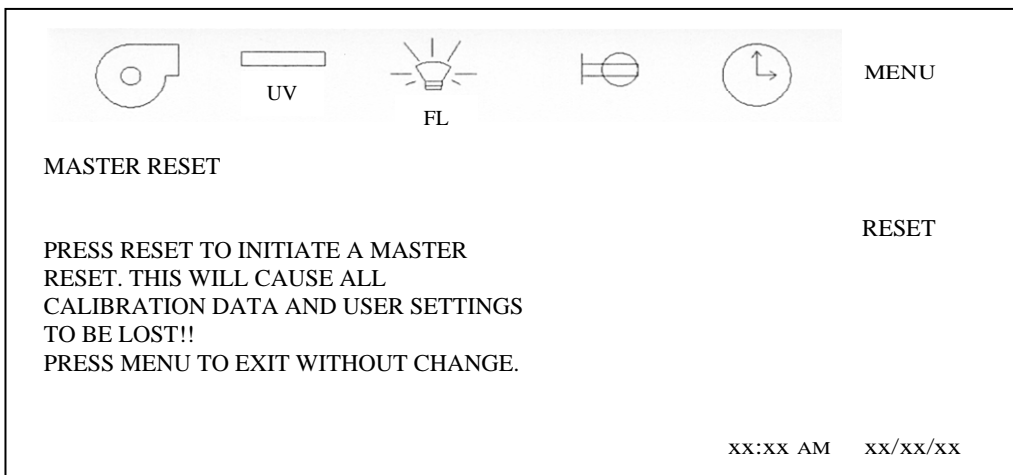 MENU
UV
FL
MASTER RESET
RESET
PRESS RESET TO INITIATE A MASTER
RESET. THIS WILL CAUSE ALL
CALIBRATION DATA AND USER SETTINGS
TO BE LOST!!
PRESS MENU TO EXIT WITHOUT CHANGE.
xx:xx AM xx/xx/xx